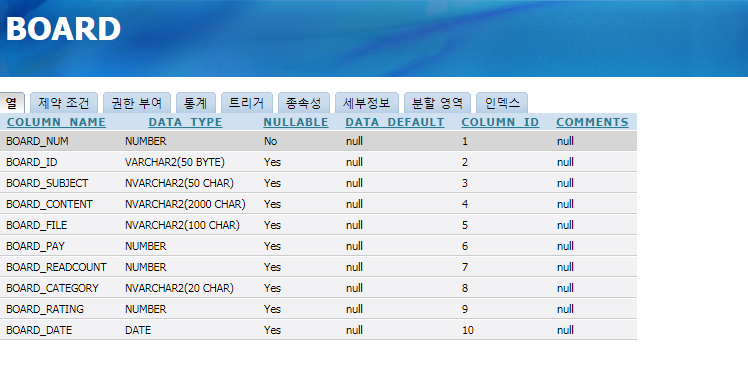 BOARD
열 제약 조건 권한 부여 통계 트리거 종속성 세부정보 분할 영역 인덱스
COLUMN_NAME DATA_TYPE NULLABLE DATA_DEFAULT COLUMN_ID COMMENTS
BOARD_NUM NUMBER No null 1 null
BOARD_ID VARCHAR2(50 BYTE) Yes null 2 null
BOARD_SUBJECT NVARCHAR2(50 CHAR) Yes null 3 null
BOARD_CONTENT NVARCHAR2(2000 CHAR) Yes null 4 null
BOARD_FILE NVARCHAR2(100 CHAR) Yes null 5 null
BOARD_PAY NUMBER Yes null 6 null
BOARD_READCOUNT NUMBER Yes null 7 null
BOARD_CATEGORY NVARCHAR2(20 CHAR) Yes null 8 null
BOARD_RATING NUMBER Yes null 9 null
BOARD_DATE DATE Yes null 10 null